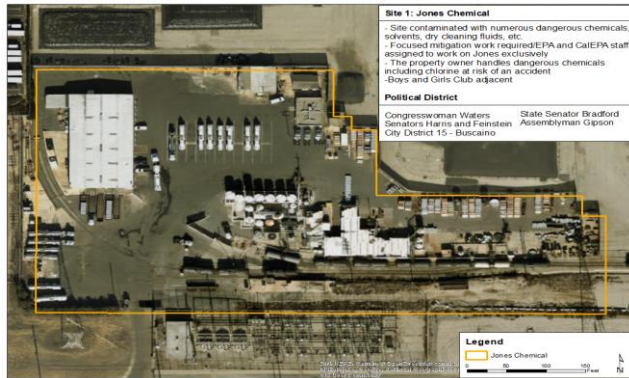 Site 1: Jones Chemical
- Site contaminated with numerous dangerous chemicals,
solvents, dry cleaning fluids, etc.
- Focused mitigation work required/EPA and CalEPA staff
assigned to work on Jones exclusively
- The property owner handles dangerous chemicals
including chlorine at risk of an accident
-Boys and Girls Club adjacent
Political District
Congresswoman Waters
Senators Harris and Feinstein
City District 15 - Buscaino
State Senator Bradford
Assemblyman Gipson
Legend
Jones Chemical
0
50
100
150
Feet
N